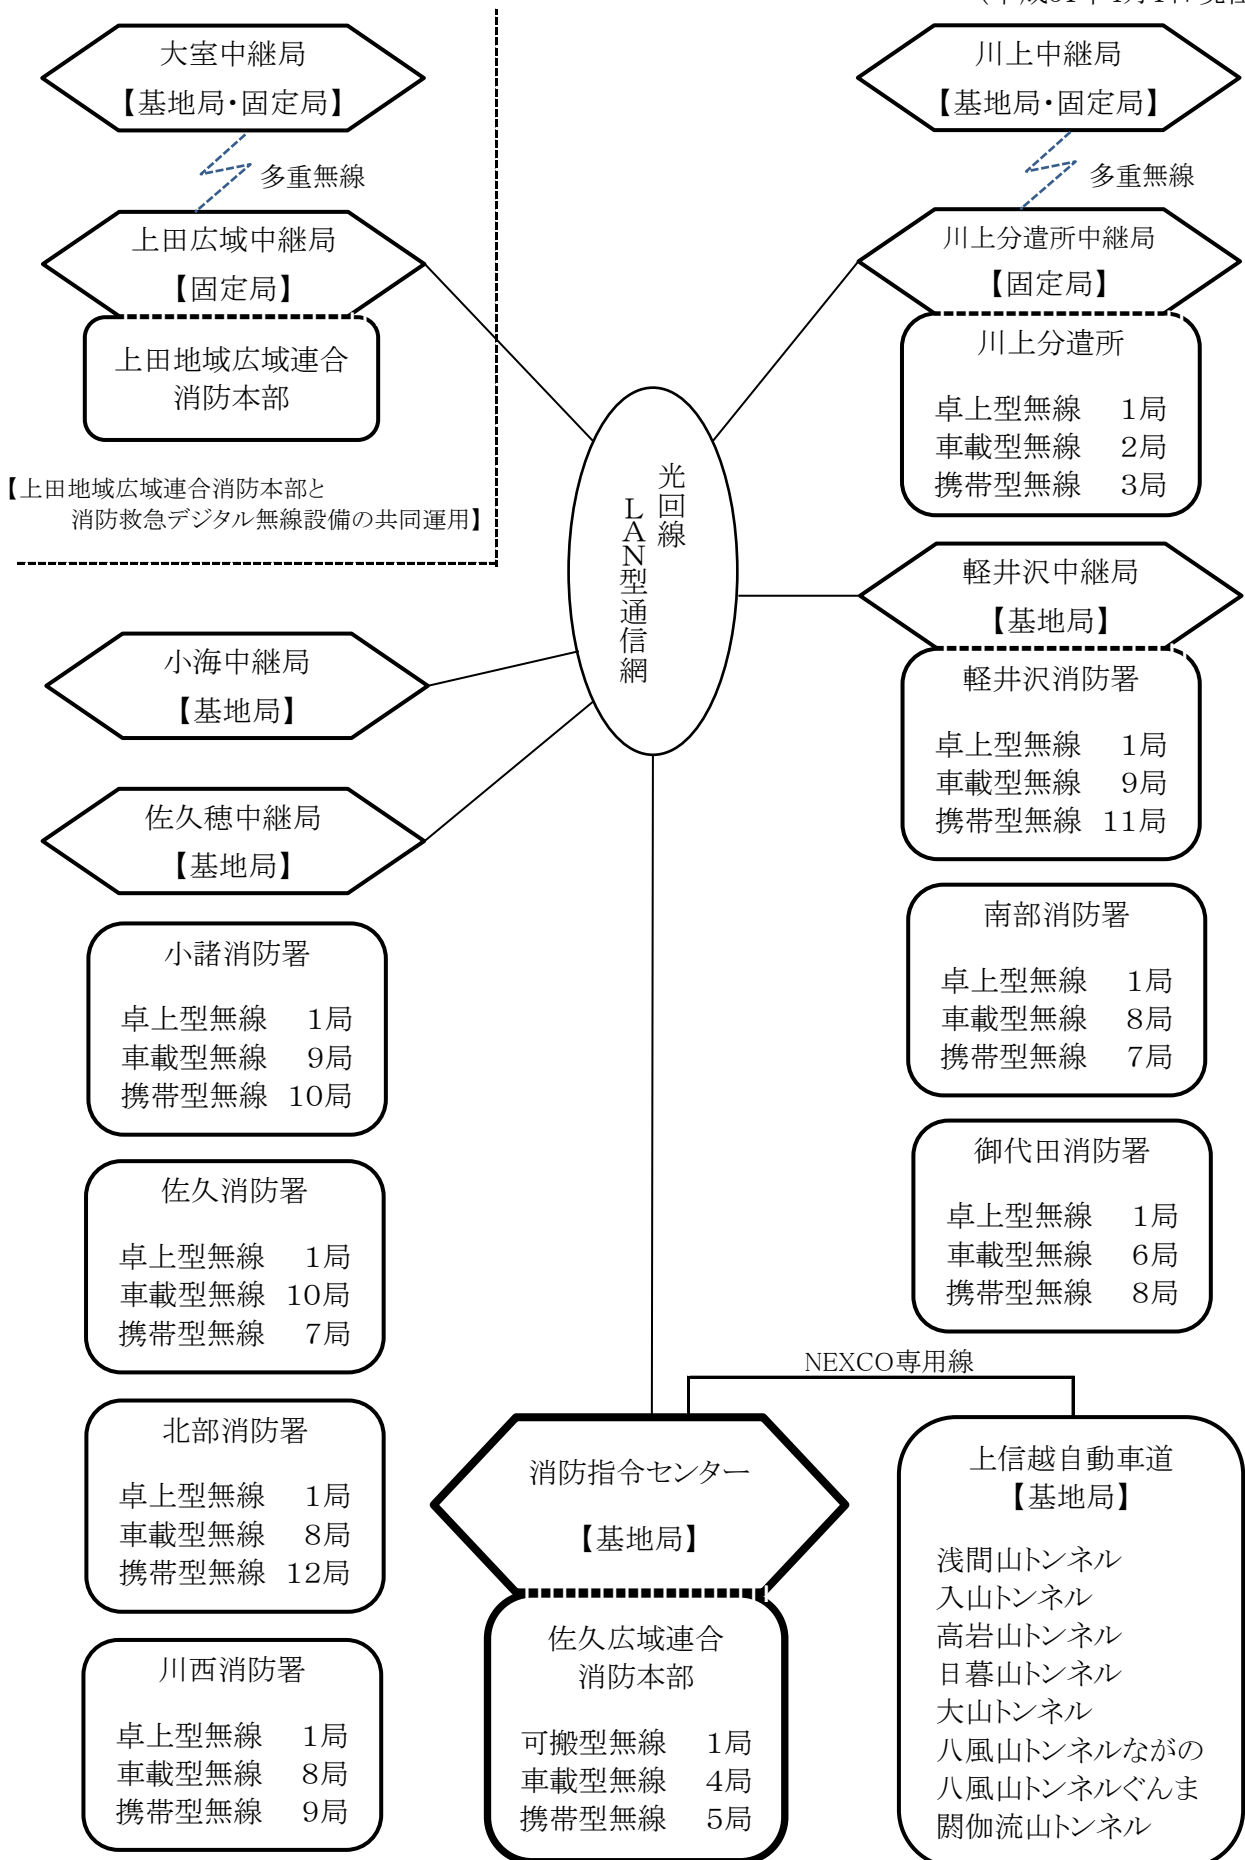 大室中継局
【基地局・固定局】
多重無線
上田広域中継局
【固定局】
上田地域広域連合
消防本部
【上田地域広域連合消防本部と
消防救急デジタル無線設備の共同運用】
川上中継局
【基地局・固定局】
多重無線
川上分遣所中継局
【固定局】
川上分遣所
卓上型無線 1局
車載型無線 2局
携帯型無線 3局
光回線
LAN型通信網
軽井沢中継局
【基地局】
軽井沢消防署
卓上型無線 1局
車載型無線 9局
携帯型無線 11局
小海中継局
【基地局】
佐久穂中継局
【基地局】
小諸消防署
卓上型無線 1局
車載型無線 9局
携帯型無線 10局
南部消防署
卓上型無線 1局
車載型無線 8局
携帯型無線 7局
佐久消防署
卓上型無線 1局
車載型無線 10局
携帯型無線 7局
御代田消防署
卓上型無線 1局
車載型無線 6局
携帯型無線 8局
北部消防署
卓上型無線 1局
車載型無線 8局
携帯型無線 12局
川西消防署
卓上型無線 1局
車載型無線 8局
携帯型無線 9局
NEXCO専用線
消防指令センター
【基地局】
佐久広域連合
消防本部
可搬型無線 1局
車載型無線 4局
携帯型無線 5局
上信越自動車道
【基地局】
浅間山トンネル
入山トンネル
高岩山トンネル
日暮山トンネル
大山トンネル
八風山トンネルながの
八風山トンネルぐんま
閼伽流山トンネル